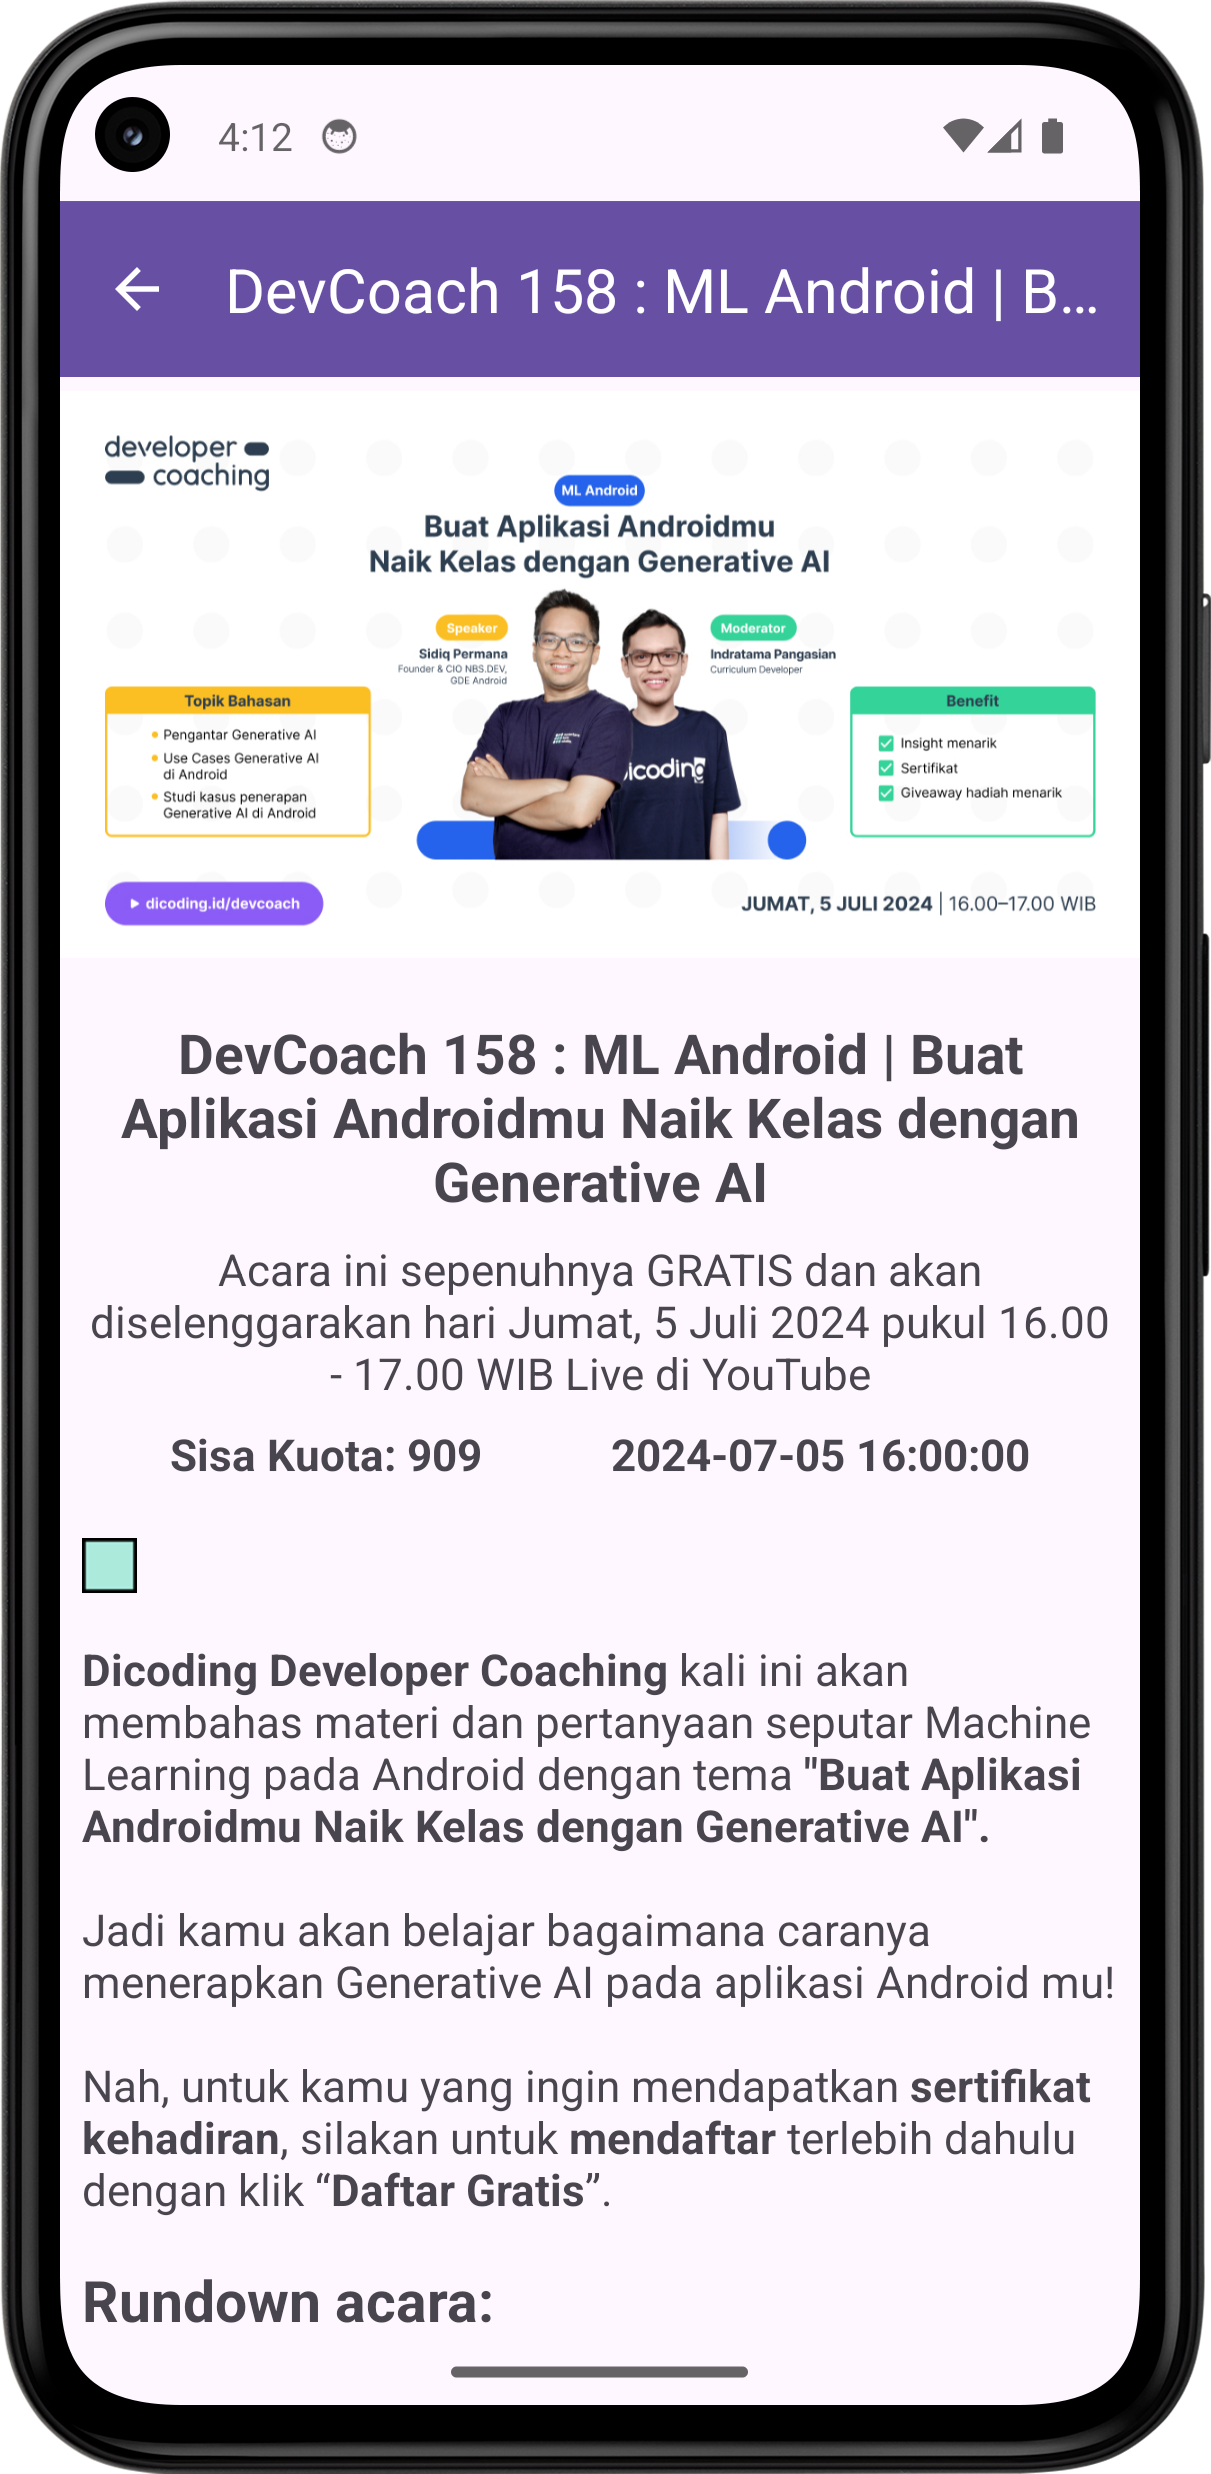 4:12
DevCoach 158 : ML Android | B...
developer
coaching
ML Android
Buat Aplikasi Androidmu
Naik Kelas dengan Generative AI
Speaker
Sidiq Permana
Founder & CIO NBS.DEV,
GDE Android
Moderator
Indratama Pangasian
Curriculum Developer
Topik Bahasan
Pengantar Generative AI
Use Cases Generative AI
di Android
Studi kasus penerapan
Generative AI di Android
Benefit
Insight menarik
Sertifikat
Giveaway hadiah menarik
dicoding
dicoding.id/devcoach
JUMAT, 5 JULI 2024 | 16.00–17.00 WIB
DevCoach 158 : ML Android | Buat
Aplikasi Androidmu Naik Kelas dengan
Generative AI
Acara ini sepenuhnya GRATIS dan akan
diselenggarakan hari Jumat, 5 Juli 2024 pukul 16.00
- 17.00 WIB Live di YouTube
Sisa Kuota: 909
2024-07-05 16:00:00
Dicoding Developer Coaching kali ini akan
membahas materi dan pertanyaan seputar Machine
Learning pada Android dengan tema "Buat Aplikasi
Androidmu Naik Kelas dengan Generative AI".
Jadi kamu akan belajar bagaimana caranya
menerapkan Generative AI pada aplikasi Android mu!
Nah, untuk kamu yang ingin mendapatkan sertifikat
kehadiran, silakan untuk mendaftar terlebih dahulu
dengan klik “Daftar Gratis”.
Rundown acara: